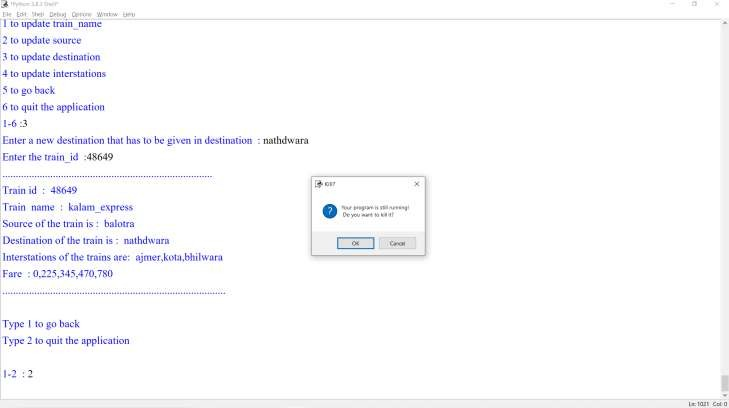 *Python 3.8.3 Shell*
File Edit Shell Debug Options Window Help
1 to update train_name
2 to update source
3 to update destination
4 to update interstations
5 to go back
6 to quit the application
1-6 :3
Enter a new destination that has to be given in destination : nathdwara
Enter the train_id :48649
................................................................................
Train id : 48649
Train name : kalam_express
Source of the train is : balotra
Destination of the train is : nathdwara
Interstations of the trains are: ajmer,kota,bhilwara
Fare : 0,225,345,470,780
.....................................................................................
Type 1 to go back
Type 2 to quit the application
1-2 : 2
Kill?
Your program is still running!
Do you want to kill it?
OK Cancel
Ln: 1021 Col: 0